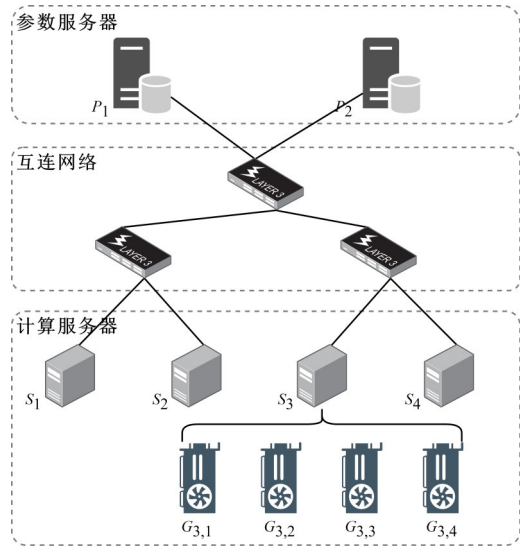 参数服务器
P1 P2
互连网络
LAYER 3
LAYER 3 LAYER 3
计算服务器
S1 S2 S3 S4
G3,1 G3,2 G3,3 G3,4